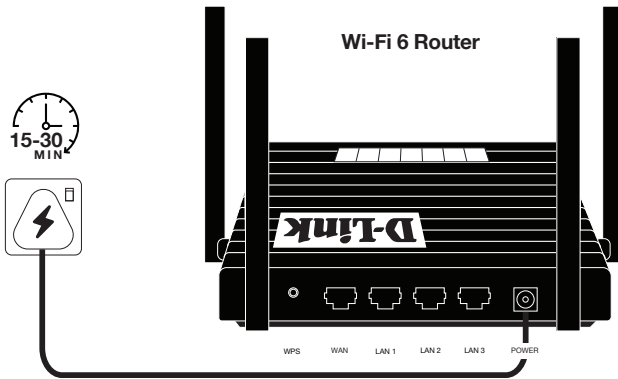 Wi-Fi 6 Router
15-30
MIN
D-Link
WPS WAN LAN 1 LAN 2 LAN 3 POWER